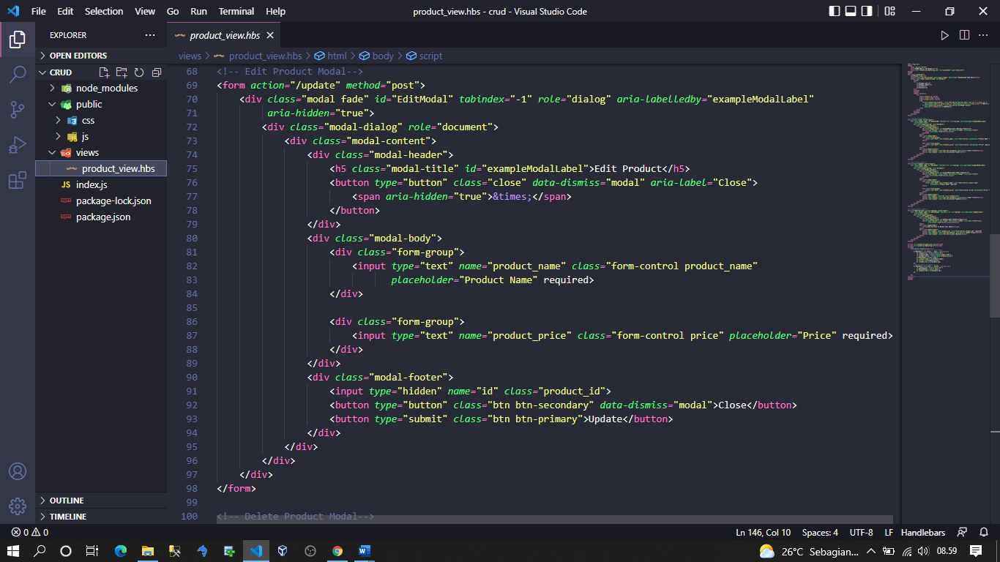 File Edit Selection View Go Run Terminal Help product_view.hbs - crud - Visual Studio Code
EXPLORER
product_view.hbs
OPEN EDITORS
CRUD
node_modules
public
css
js
views
product_view.hbs
index.js
package-lock.json
package.json
OUTLINE
TIMELINE
views > product_view.hbs > html > body > script
68 <!-- Edit Product Modal-->
69 <form action="/update" method="post">
70 <div class="modal fade" id="EditModal" tabindex="-1" role="dialog" aria-labelledby="exampleModalLabel"
71 aria-hidden="true">
72 <div class="modal-dialog" role="document">
73 <div class="modal-content">
74 <div class="modal-header">
75 <h5 class="modal-title" id="exampleModalLabel">Edit Product</h5>
76 <button type="button" class="close" data-dismiss="modal" aria-label="Close">
77 <span aria-hidden="true">&times;</span>
78 </button>
79 </div>
80 <div class="modal-body">
81 <div class="form-group">
82 <input type="text" name="product_name" class="form-control product_name"
83 placeholder="Product Name" required>
84 </div>
85
86 <div class="form-group">
87 <input type="text" name="product_price" class="form-control price" placeholder="Price" required>
88 </div>
89 </div>
90 <div class="modal-footer">
91 <input type="hidden" name="id" class="product_id">
92 <button type="button" class="btn btn-secondary" data-dismiss="modal">Close</button>
93 <button type="submit" class="btn btn-primary">Update</button>
94 </div>
95 </div>
96 </div>
97 </div>
98 </form>
99
100 <!-- Delete Product Modal-->
0 0 Ln 146, Col 10 Spaces: 4 UTF-8 LF Handlebars
26°C Sebagian... 08.59